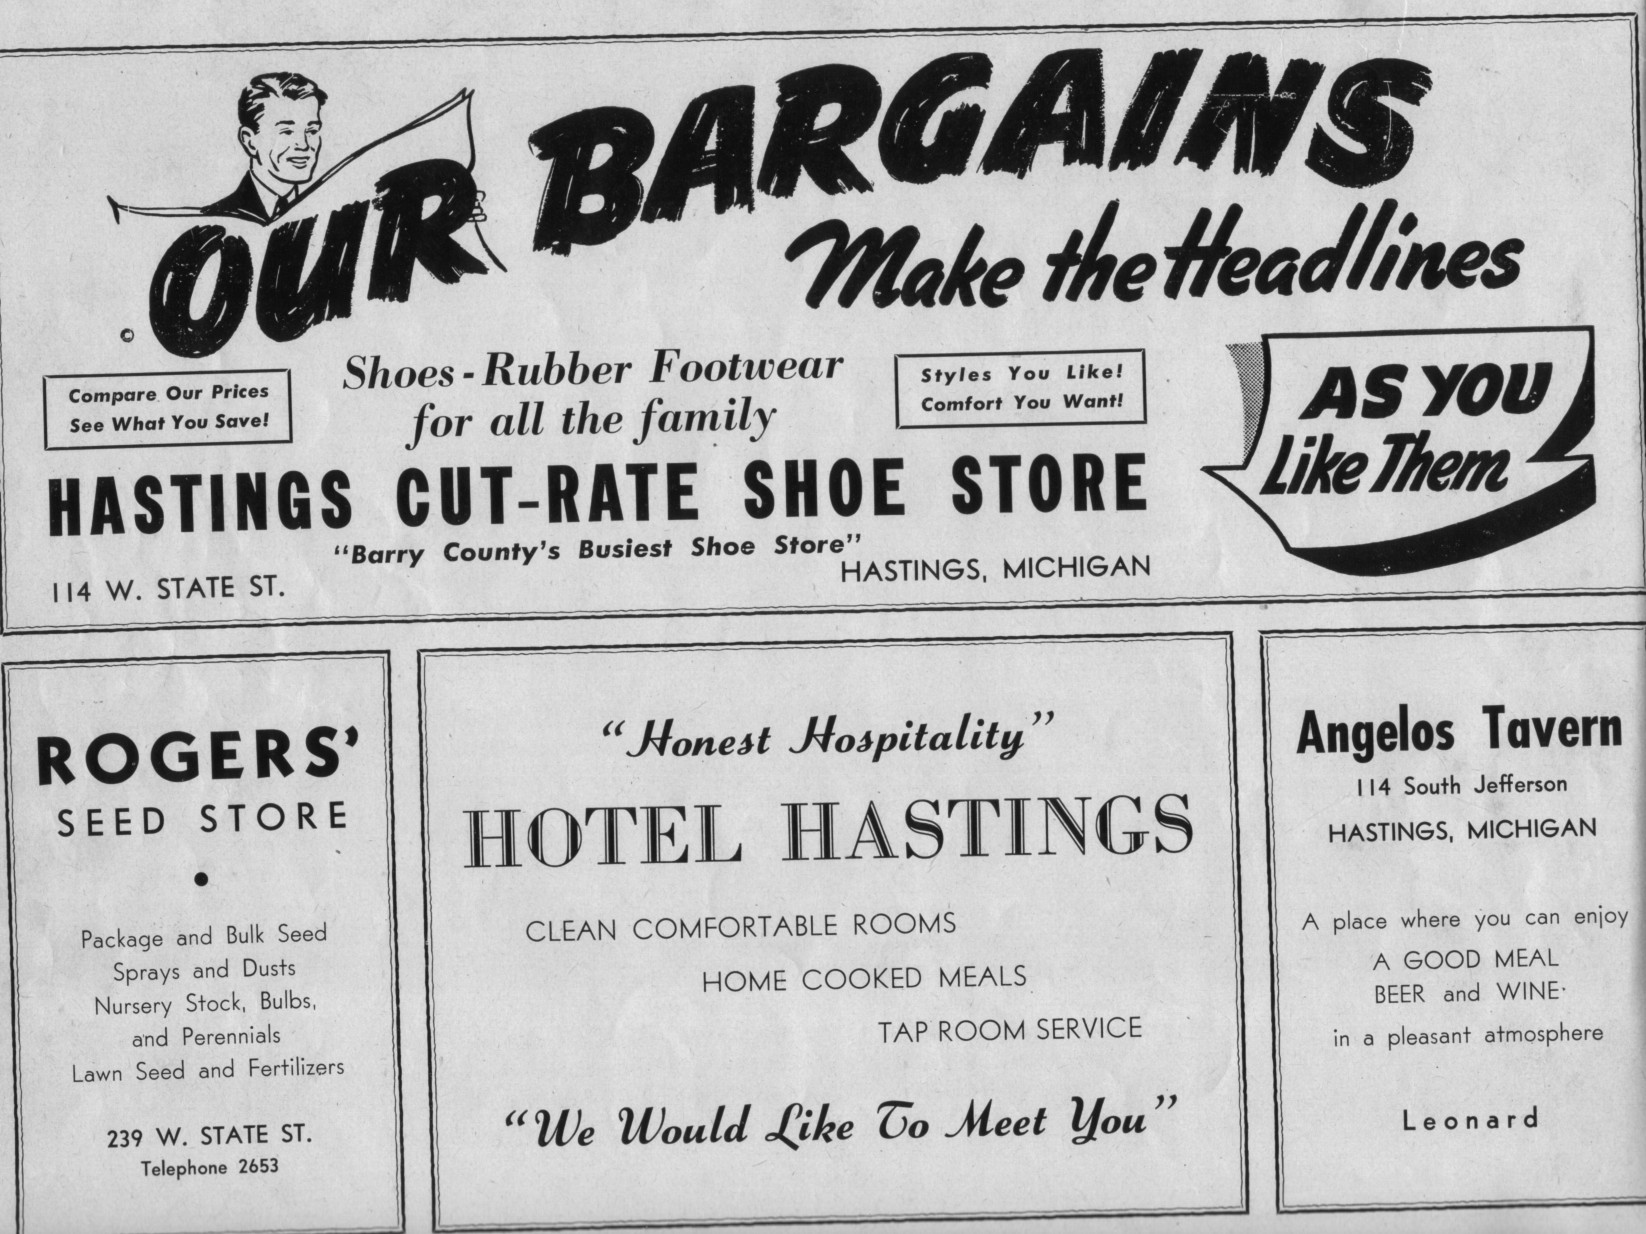 OUR BARGAINS
Make the Headlines
Compare Our Prices
See What You Save!
Shoes - Rubber Footwear
for all the family
Styles You Like!
Comfort You Want!
AS YOU
Like Them
HASTINGS CUT-RATE SHOE STORE
"Barry County's Busiest Shoe Store"
114 W. STATE ST.
HASTINGS, MICHIGAN
ROGERS'
SEED STORE
Package and Bulk Seed
Sprays and Dusts
Nursery Stock, Bulbs,
and Perennials
Lawn Seed and Fertilizers
239 W. STATE ST.
Telephone 2653
"Honest Hospitality"
HOTEL HASTINGS
CLEAN COMFORTABLE ROOMS
HOME COOKED MEALS
TAP ROOM SERVICE
"We Would Like To Meet You"
Angelos Tavern
114 South Jefferson
HASTINGS, MICHIGAN
A place where you can enjoy
A GOOD MEAL
BEER and WINE
in a pleasant atmosphere
Leonard